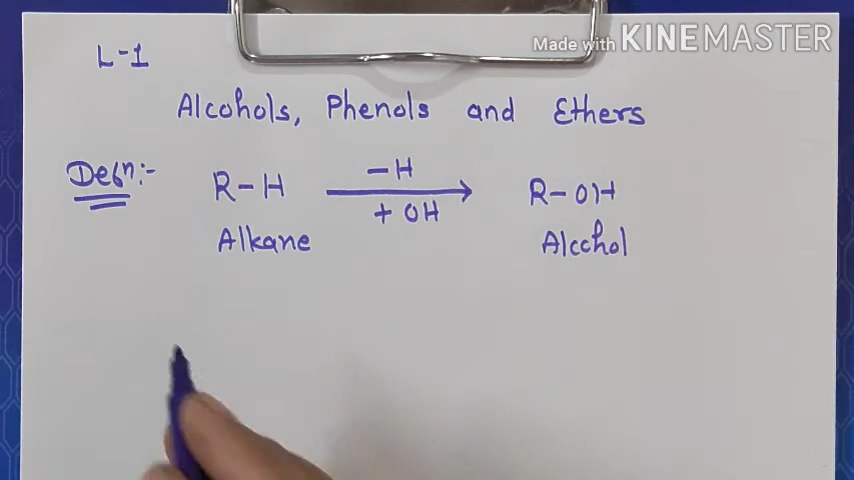 Made with KINEMASTER
L-1
Alcohols, Phenols and Ethers
Defn:-
R-H -H R-OH
+ OH
Alkane Alcohol